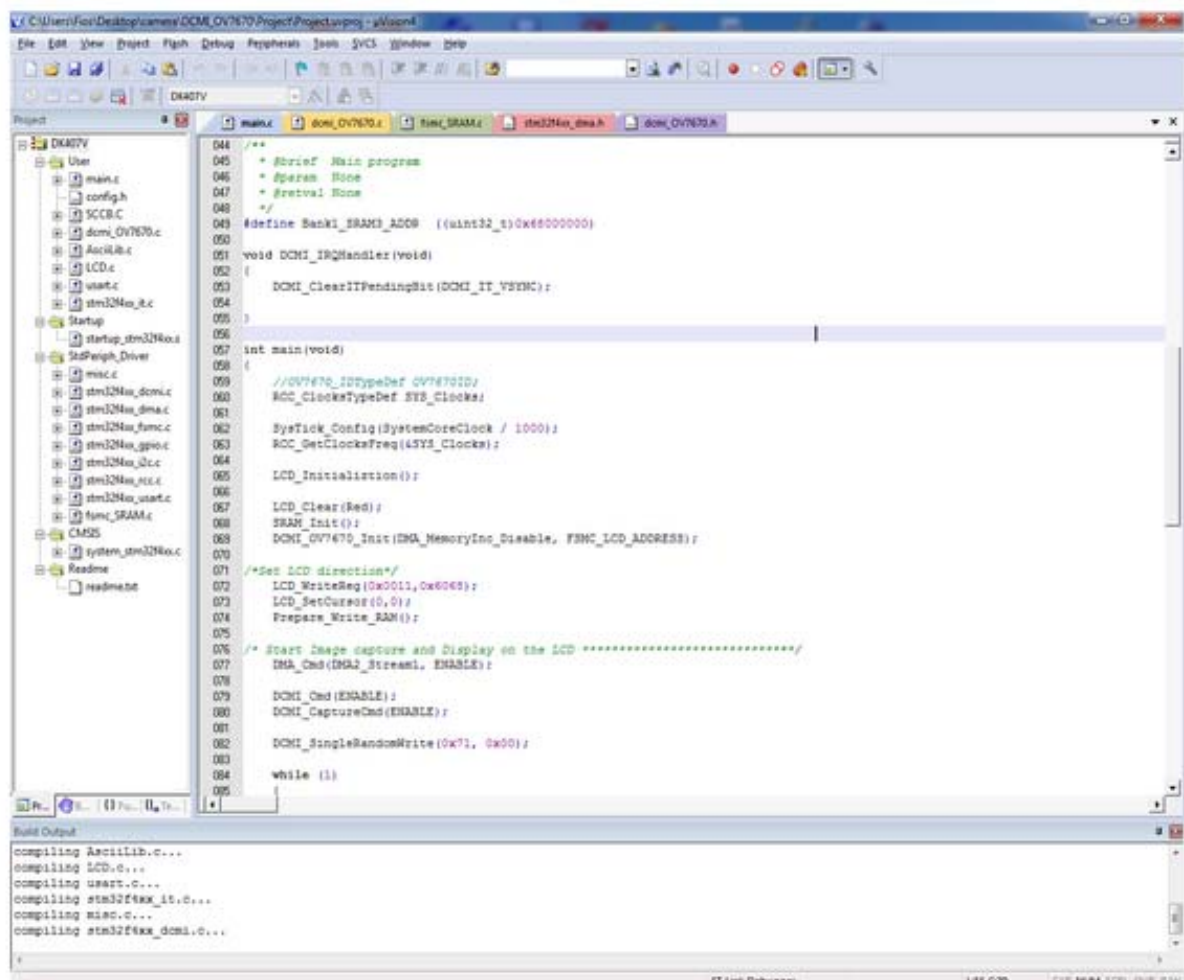 C:\Users\Fios\Desktop\camera\DCMI_OV7670\Project\Project.uvproj - µVision4
File Edit View Project Flash Debug Peripherals Tools SVCS Window Help
DK407V
Project
main.c dcmi_OV7670.c fsmc_SRAM.c stm32f4xx_dma.h dcmi_OV7670.h
DK407V
User
main.c
config.h
SCCB.C
dcmi_OV7670.c
AsciiLib.c
LCD.c
usart.c
stm32f4xx_it.c
Startup
startup_stm32f4xx.s
StdPeriph_Driver
misc.c
stm32f4xx_dcmi.c
stm32f4xx_dma.c
stm32f4xx_fsmc.c
stm32f4xx_gpio.c
stm32f4xx_i2c.c
stm32f4xx_rcc.c
stm32f4xx_usart.c
fsmc_SRAM.c
CMSIS
system_stm32f4xx.c
Readme
readme.txt
044 /**
045 * @brief Main program
046 * @param None
047 * @retval None
048 */
049 #define Bank1_SRAM3_ADDR ((uint32_t)0x68000000)
050
051 void DCMI_IRQHandler(void)
052 {
053 DCMI_ClearITPendingBit(DCMI_IT_VSYNC);
054
055 }
056
057 int main(void)
058 {
059 //OV7670_IDTypeDef OV7670ID;
060 RCC_ClocksTypeDef SYS_Clocks;
061
062 SysTick_Config(SystemCoreClock / 1000);
063 RCC_GetClocksFreq(&SYS_Clocks);
064
065 LCD_Initialistion();
066
067 LCD_Clear(Red);
068 SRAM_Init();
069 DCMI_OV7670_Init(DMA_MemoryInc_Disable, FSMC_LCD_ADDRESS);
070
071 /*Set LCD direction*/
072 LCD_WriteReg(0x0011,0x6068);
073 LCD_SetCursor(0,0);
074 Prepare_Write_RAM();
075
076 /* Start Image capture and Display on the LCD *****************************/
077 DMA_Cmd(DMA2_Stream1, ENABLE);
078
079 DCMI_Cmd(ENABLE);
080 DCMI_CaptureCmd(ENABLE);
081
082 DCMI_SingleRandomWrite(0x71, 0x00);
083
084 while (1)
085 {
Pr...
Build Output
compiling AsciiLib.c...
compiling LCD.c...
compiling usart.c...
compiling stm32f4xx_it.c...
compiling misc.c...
compiling stm32f4xx_dcmi.c...